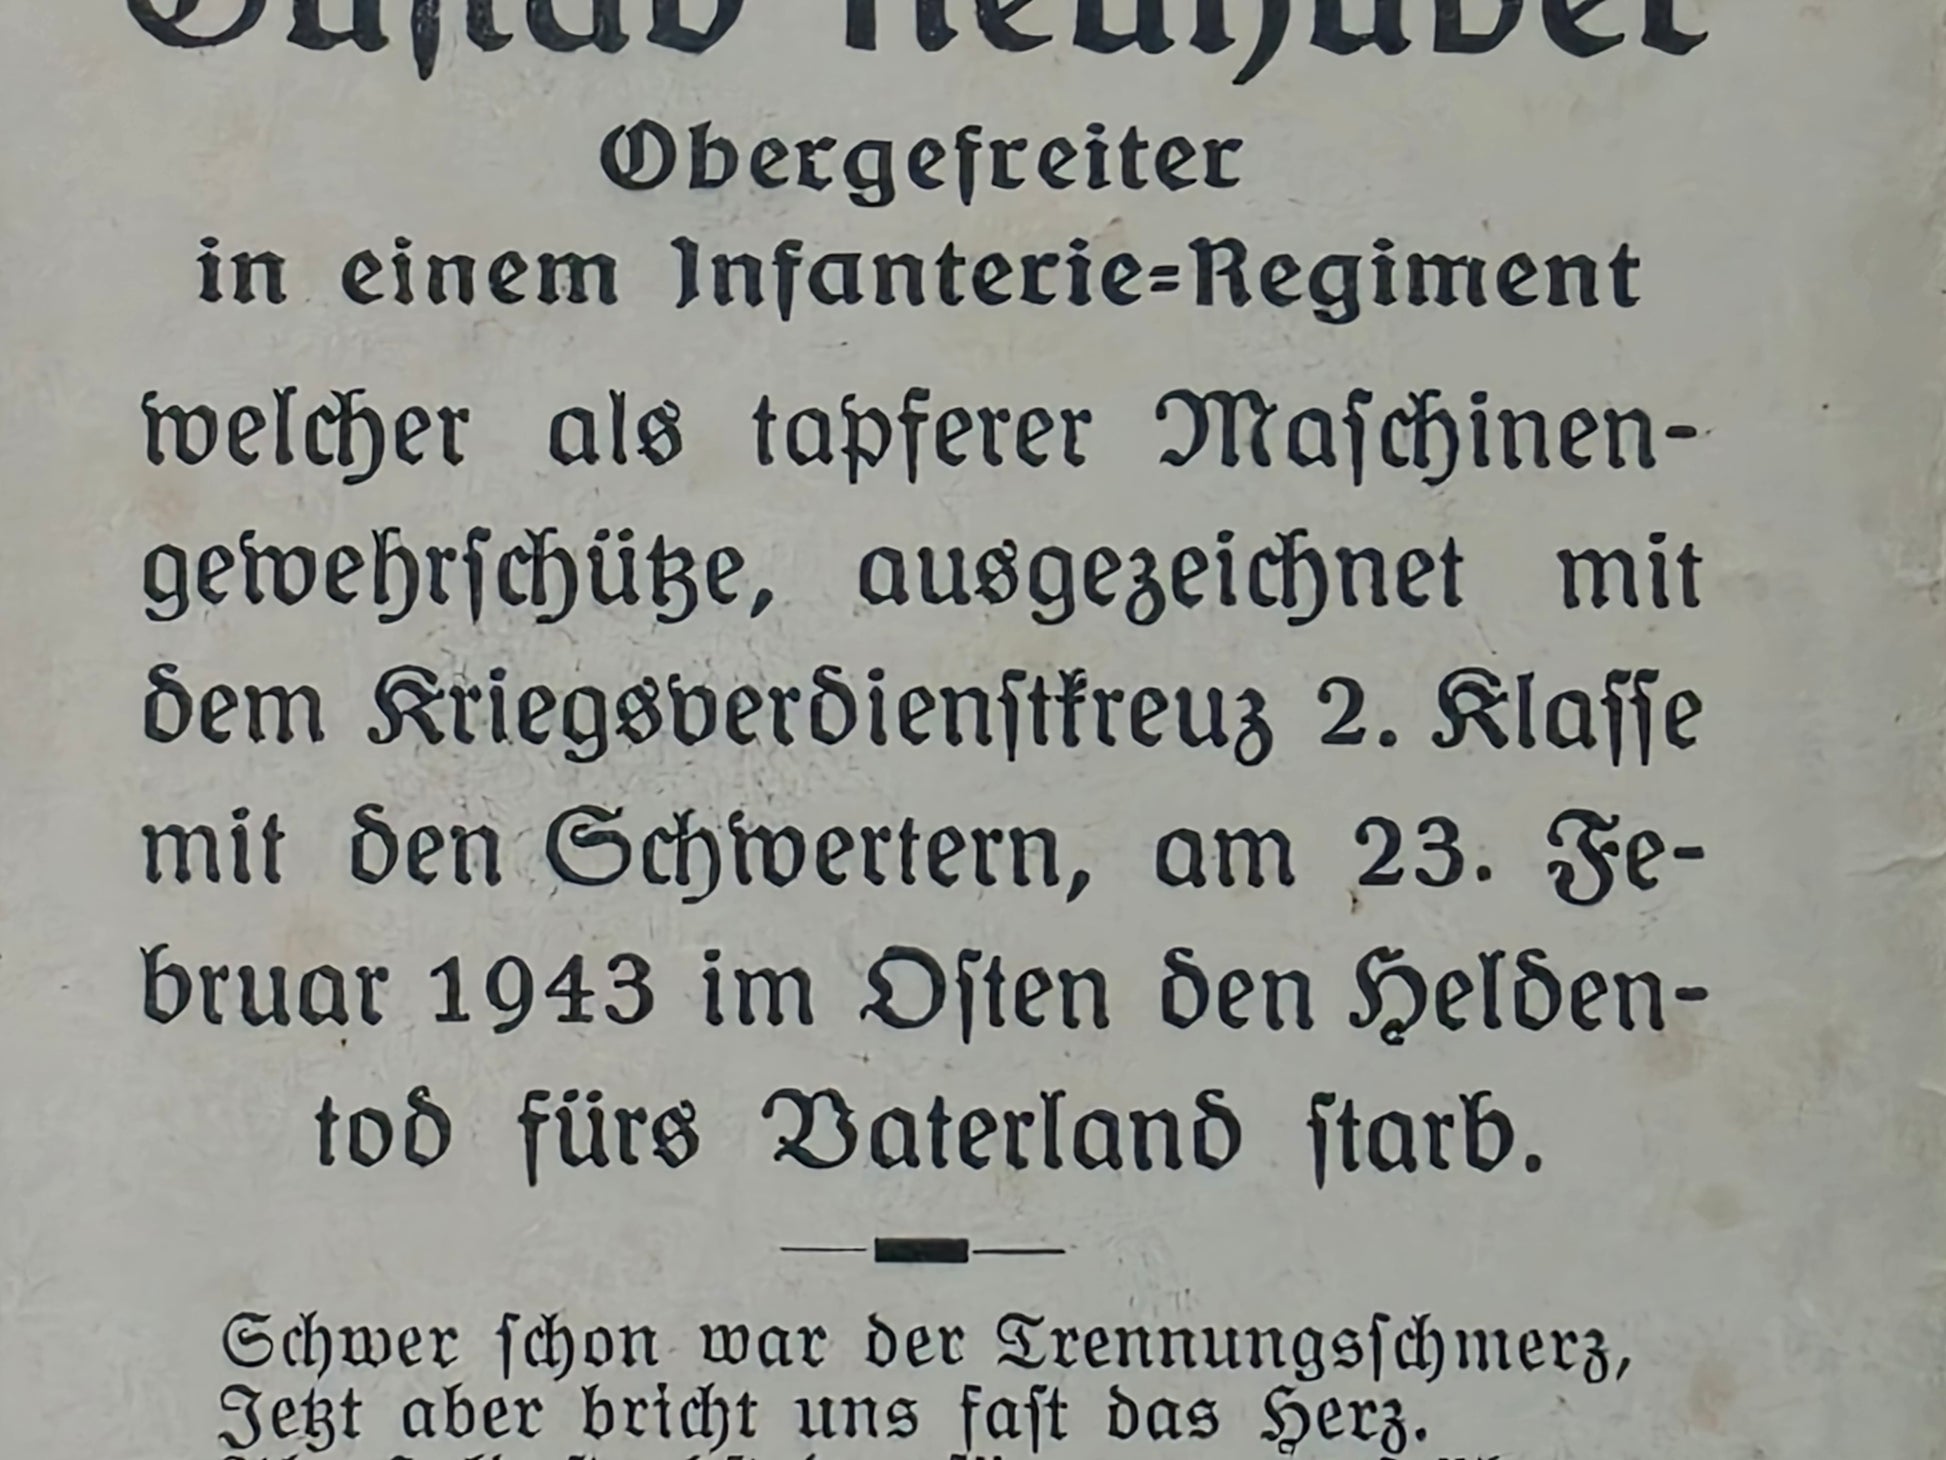 Gustav Neuhuber
Obergefreiter
in einem Infanterie=Regiment
welcher als tapferer Maſchinen-
gewehrſchütze, ausgezeichnet mit
dem Kriegsverdienſtkreuz 2. Klaſſe
mit den Schwertern, am 23. Fe-
bruar 1943 im Oſten den Helden-
tod fürs Vaterland ſtarb.
Schwer ſchon war der Trennungsſchmerz,
Jetzt aber bricht uns faſt das Herz.